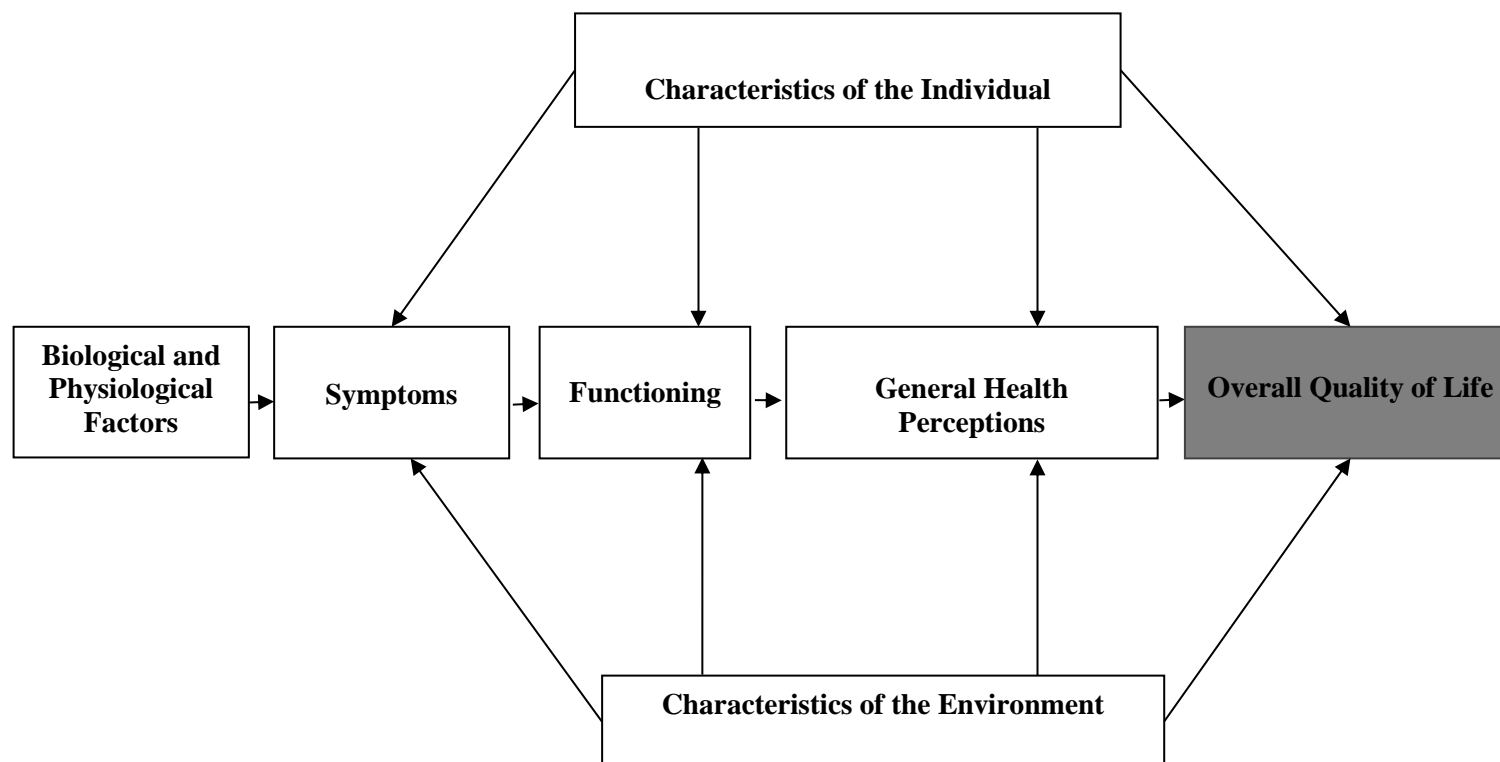 Characteristics of the Individual
Biological and
Physiological
Factors
Symptoms
Functioning
General Health
Perceptions
Overall Quality of Life
Characteristics of the Environment